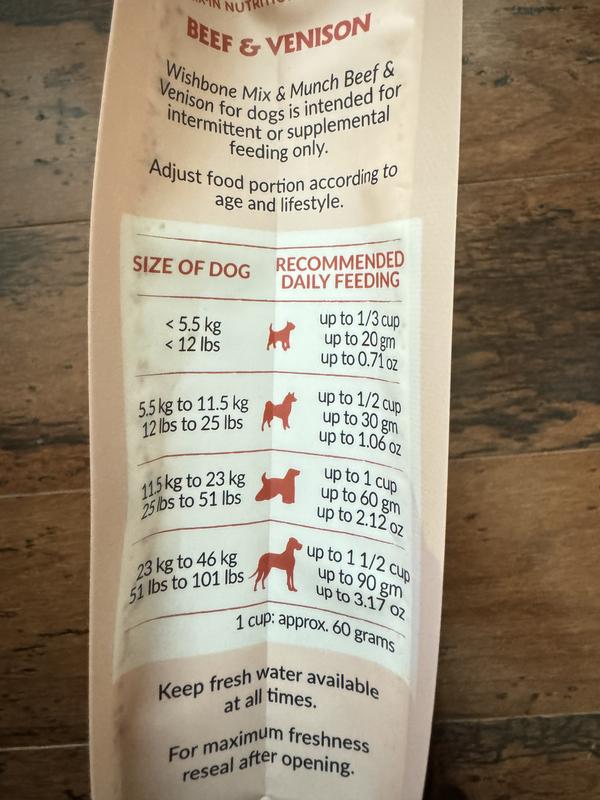 BEEF & VENISON
Wishbone Mix & Munch Beef &
Venison for dogs is intended for
intermittent or supplemental
feeding only.
Adjust food portion according to
age and lifestyle.
SIZE OF DOG
RECOMMENDED
DAILY FEEDING
< 5.5 kg
< 12 lbs
up to 1/3 cup
up to 20 gm
up to 0.71 oz
5.5 kg to 11.5 kg
12 lbs to 25 lbs
up to 1/2 cup
up to 30 gm
up to 1.06 oz
11.5 kg to 23 kg
25 lbs to 51 lbs
up to 1 cup
up to 60 gm
up to 2.12 oz
23 kg to 46 kg
51 lbs to 101 lbs
up to 1 1/2 cup
up to 90 gm
up to 3.17 oz
1 cup: approx. 60 grams
Keep fresh water available
at all times.
For maximum freshness
reseal after opening.